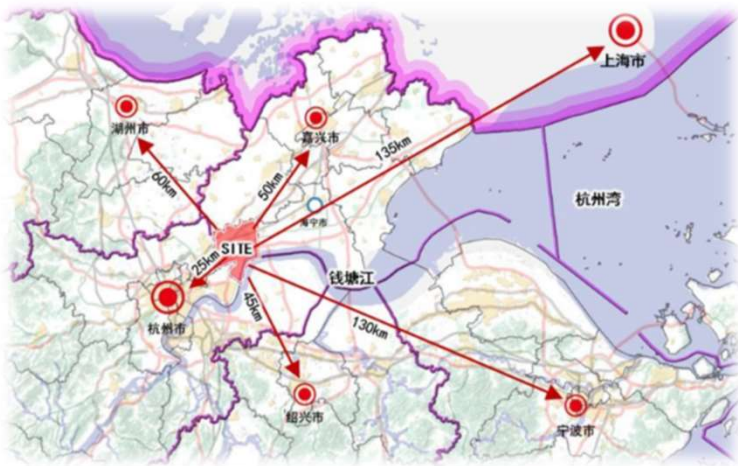 上海市
湖州市
嘉兴市
135km
60km
50km
杭州湾
海宁市
SITE
25km
钱塘江
45km
杭州市
130km
绍兴市
宁波市